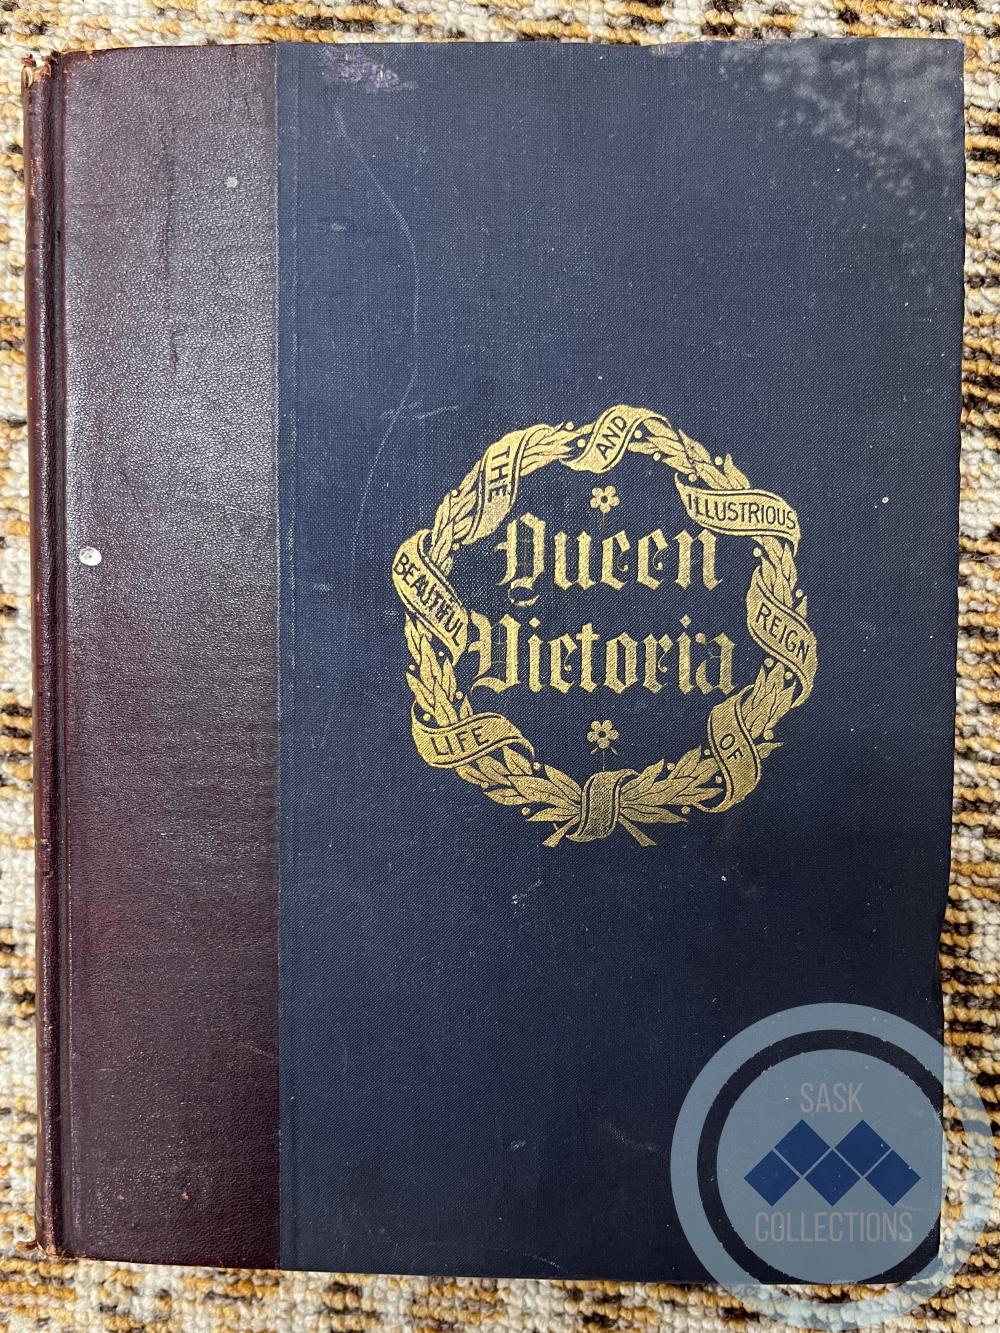 THE
BEAUTIFUL
LIFE
AND
ILLUSTRIOUS
REIGN
OF
Queen
Victoria
SASK
COLLECTIONS